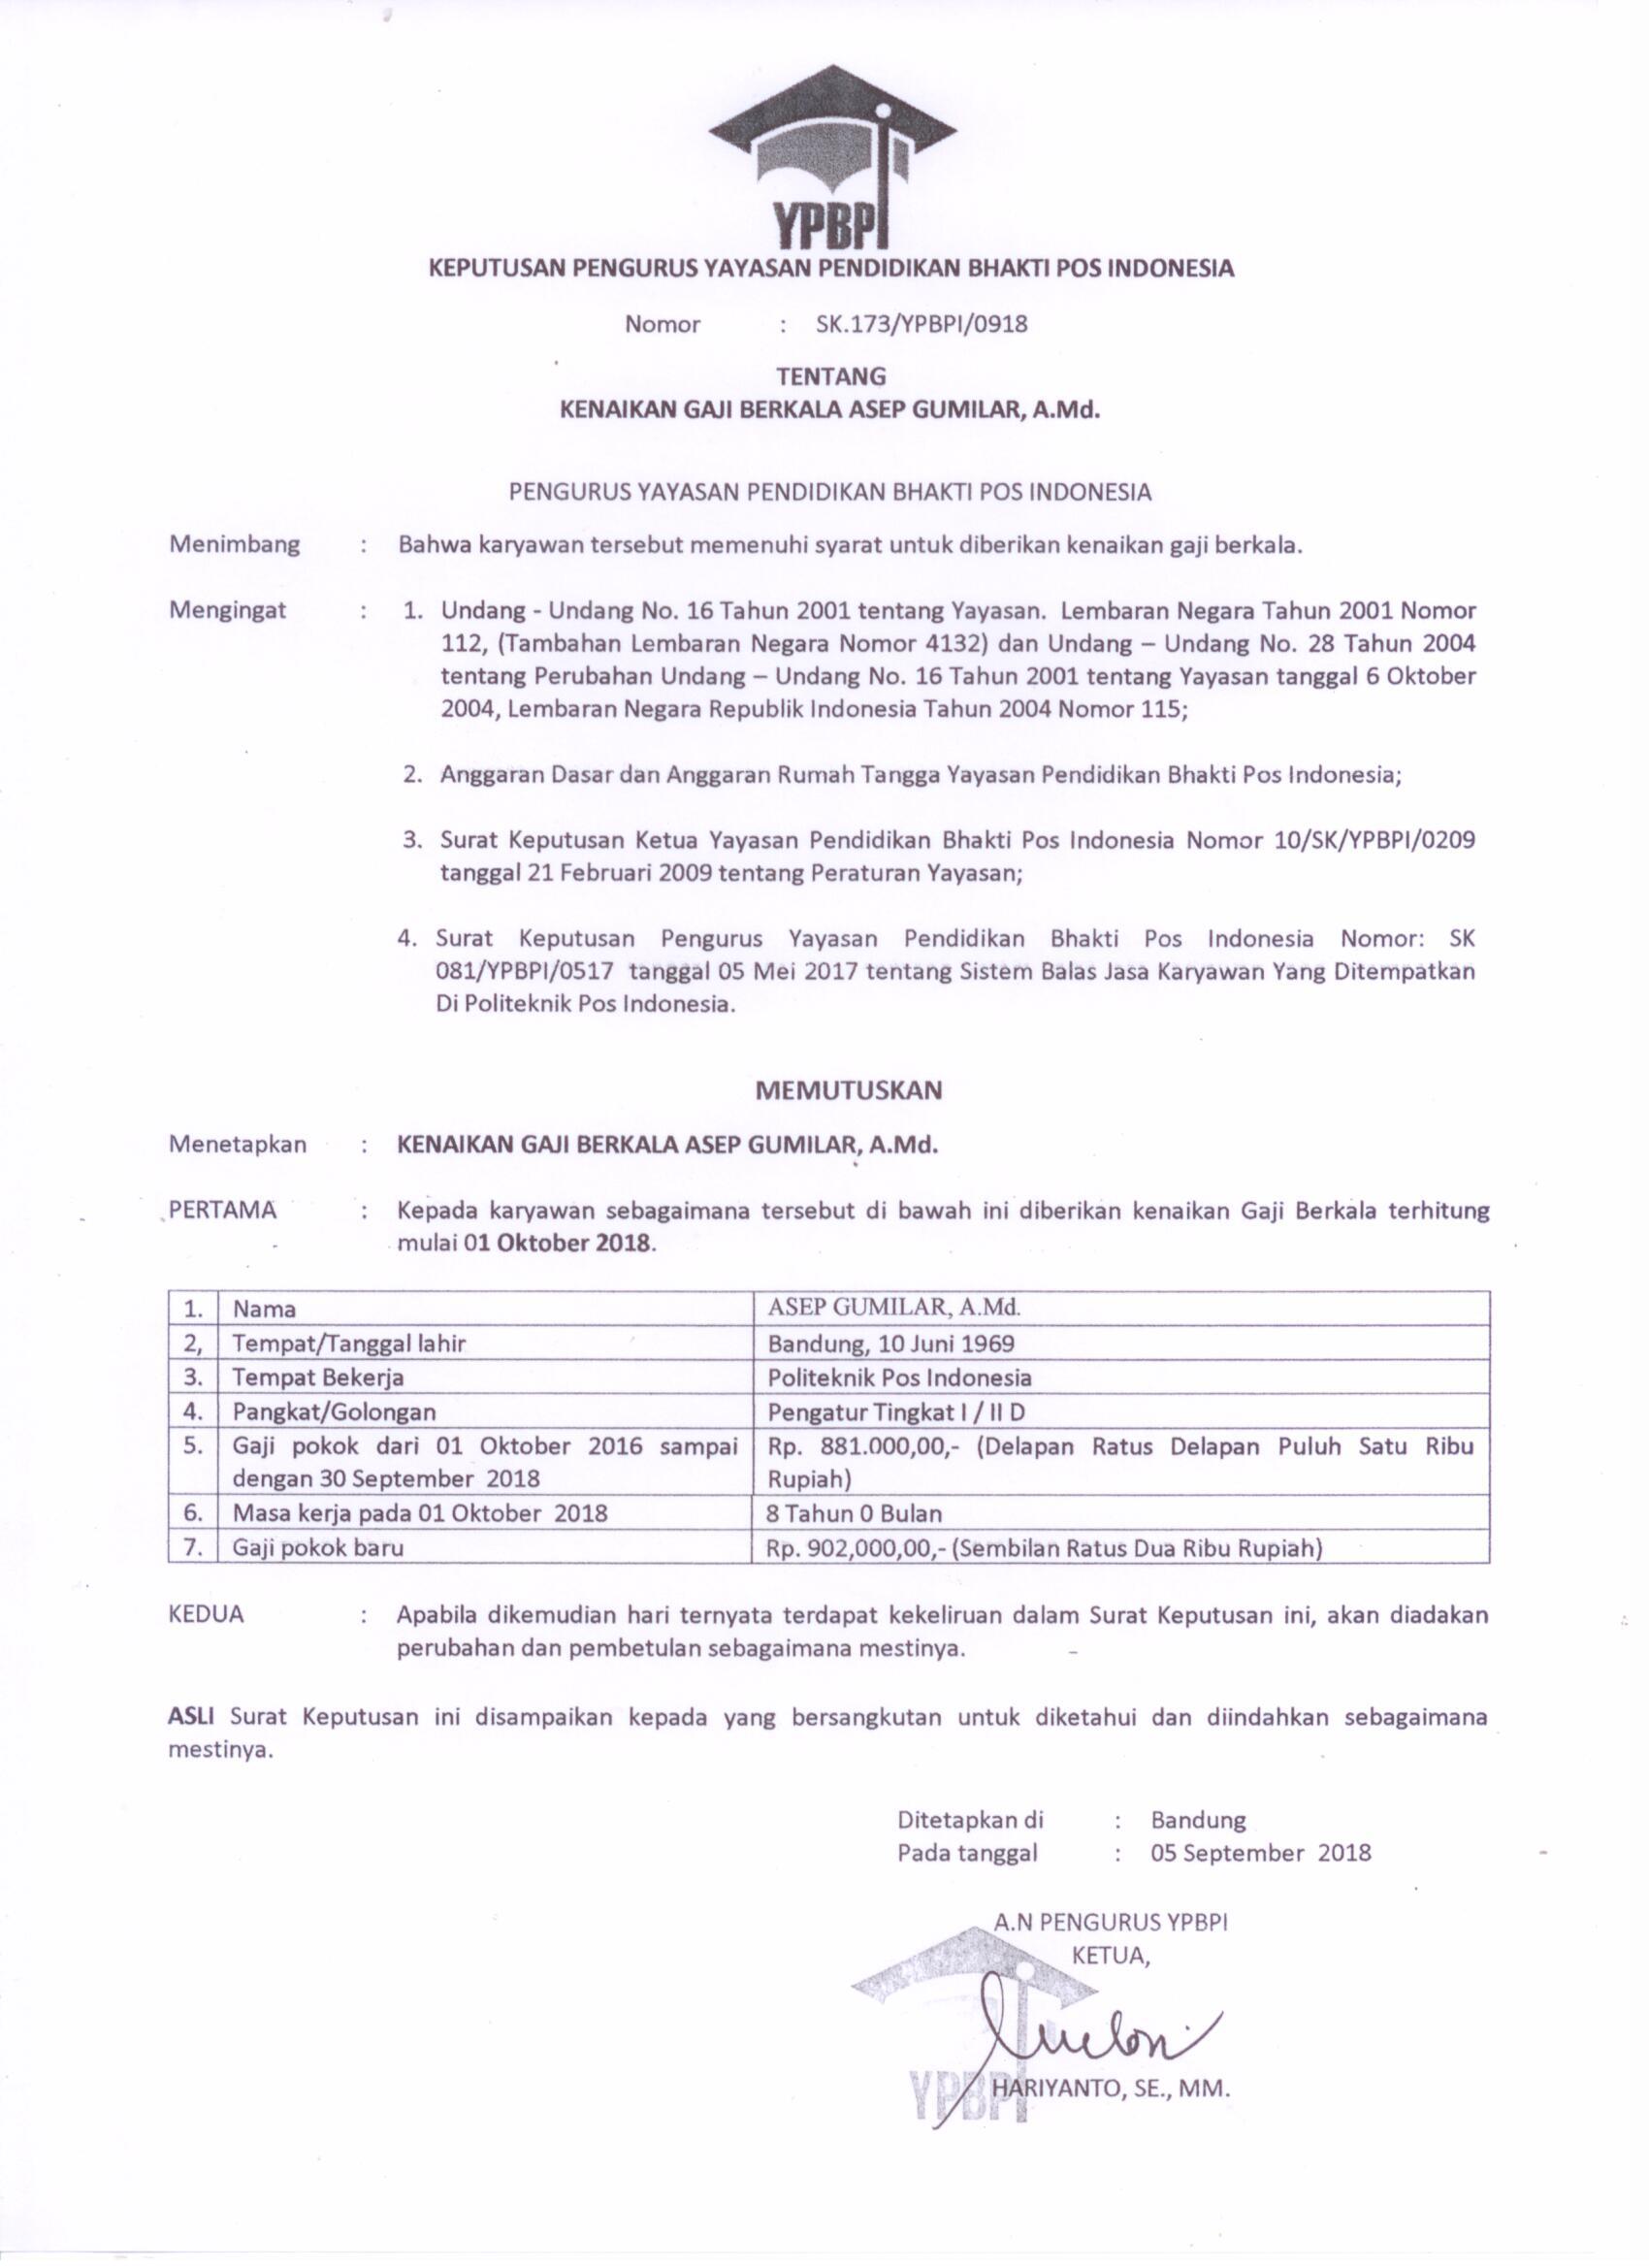 YPBPI
KEPUTUSAN PENGURUS YAYASAN PENDIDIKAN BHAKTI POS INDONESIA
Nomor : SK.173/YPBPI/0918
TENTANG
KENAIKAN GAJI BERKALA ASEP GUMILAR, A.Md.
PENGURUS YAYASAN PENDIDIKAN BHAKTI POS INDONESIA
Menimbang : Bahwa karyawan tersebut memenuhi syarat untuk diberikan kenaikan gaji berkala.
Mengingat : 1. Undang - Undang No. 16 Tahun 2001 tentang Yayasan. Lembaran Negara Tahun 2001 Nomor
112, (Tambahan Lembaran Negara Nomor 4132) dan Undang – Undang No. 28 Tahun 2004
tentang Perubahan Undang – Undang No. 16 Tahun 2001 tentang Yayasan tanggal 6 Oktober
2004, Lembaran Negara Republik Indonesia Tahun 2004 Nomor 115;
2. Anggaran Dasar dan Anggaran Rumah Tangga Yayasan Pendidikan Bhakti Pos Indonesia;
3. Surat Keputusan Ketua Yayasan Pendidikan Bhakti Pos Indonesia Nomor 10/SK/YPBPI/0209
tanggal 21 Februari 2009 tentang Peraturan Yayasan;
4. Surat Keputusan Pengurus Yayasan Pendidikan Bhakti Pos Indonesia Nomor: SK
081/YPBPI/0517 tanggal 05 Mei 2017 tentang Sistem Balas Jasa Karyawan Yang Ditempatkan
Di Politeknik Pos Indonesia.
MEMUTUSKAN
Menetapkan : KENAIKAN GAJI BERKALA ASEP GUMILAR, A.Md.
PERTAMA : Kepada karyawan sebagaimana tersebut di bawah ini diberikan kenaikan Gaji Berkala terhitung
mulai 01 Oktober 2018.
1. Nama ASEP GUMILAR, A.Md.
2, Tempat/Tanggal lahir Bandung, 10 Juni 1969
3. Tempat Bekerja Politeknik Pos Indonesia
4. Pangkat/Golongan Pengatur Tingkat I / II D
5. Gaji pokok dari 01 Oktober 2016 sampai Rp. 881.000,00,- (Delapan Ratus Delapan Puluh Satu Ribu
dengan 30 September 2018 Rupiah)
6. Masa kerja pada 01 Oktober 2018 8 Tahun 0 Bulan
7. Gaji pokok baru Rp. 902,000,00,- (Sembilan Ratus Dua Ribu Rupiah)
KEDUA : Apabila dikemudian hari ternyata terdapat kekeliruan dalam Surat Keputusan ini, akan diadakan
perubahan dan pembetulan sebagaimana mestinya.
ASLI Surat Keputusan ini disampaikan kepada yang bersangkutan untuk diketahui dan diindahkan sebagaimana
mestinya.
Ditetapkan di : Bandung
Pada tanggal : 05 September 2018
A.N PENGURUS YPBPI
KETUA,
YPBPI
HARIYANTO, SE., MM.